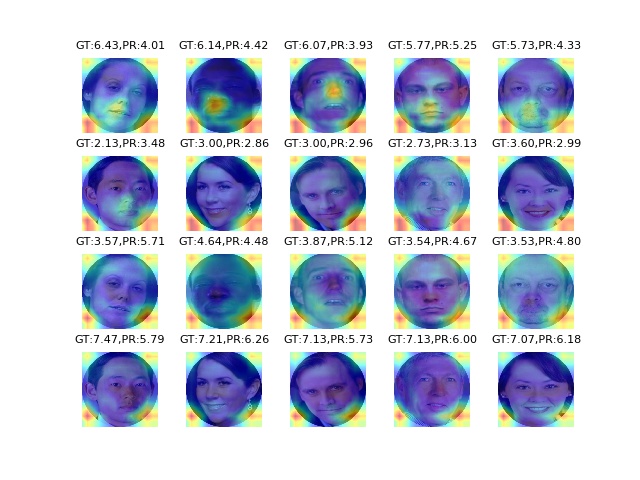 GT:6.43,PR:4.01 GT:6.14,PR:4.42 GT:6.07,PR:3.93 GT:5.77,PR:5.25 GT:5.73,PR:4.33
GT:2.13,PR:3.48 GT:3.00,PR:2.86 GT:3.00,PR:2.96 GT:2.73,PR:3.13 GT:3.60,PR:2.99
GT:3.57,PR:5.71 GT:4.64,PR:4.48 GT:3.87,PR:5.12 GT:3.54,PR:4.67 GT:3.53,PR:4.80
GT:7.47,PR:5.79 GT:7.21,PR:6.26 GT:7.13,PR:5.73 GT:7.13,PR:6.00 GT:7.07,PR:6.18